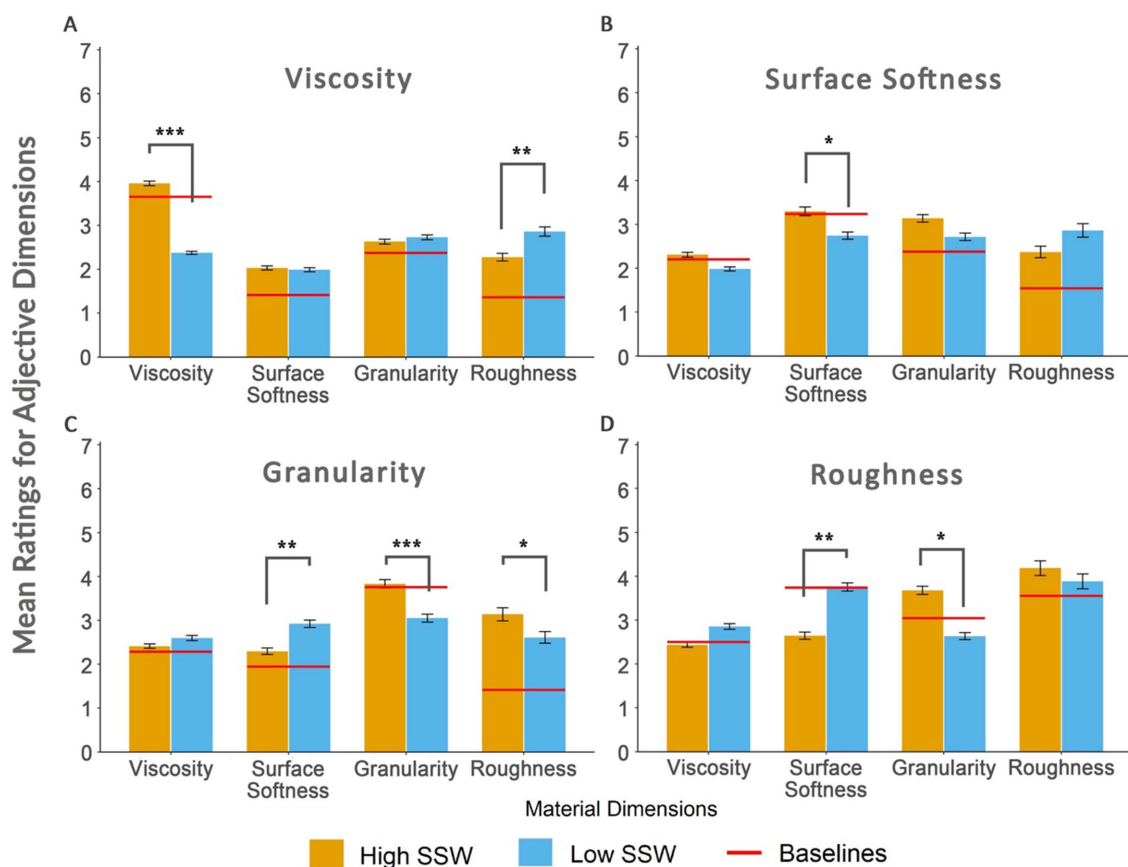 Mean Ratings for Adjective Dimensions
A
Viscosity
7
6
5
4
3
2
1
0
***
**
Viscosity
Surface
Softness
Granularity
Roughness
B
Surface Softness
7
6
5
4
3
2
1
0
*
Viscosity
Surface
Softness
Granularity
Roughness
C
Granularity
7
6
5
4
3
2
1
0
**
***
*
Viscosity
Surface
Softness
Granularity
Roughness
D
Roughness
7
6
5
4
3
2
1
0
**
*
Viscosity
Surface
Softness
Granularity
Roughness
Material Dimensions
High SSW
Low SSW
Baselines